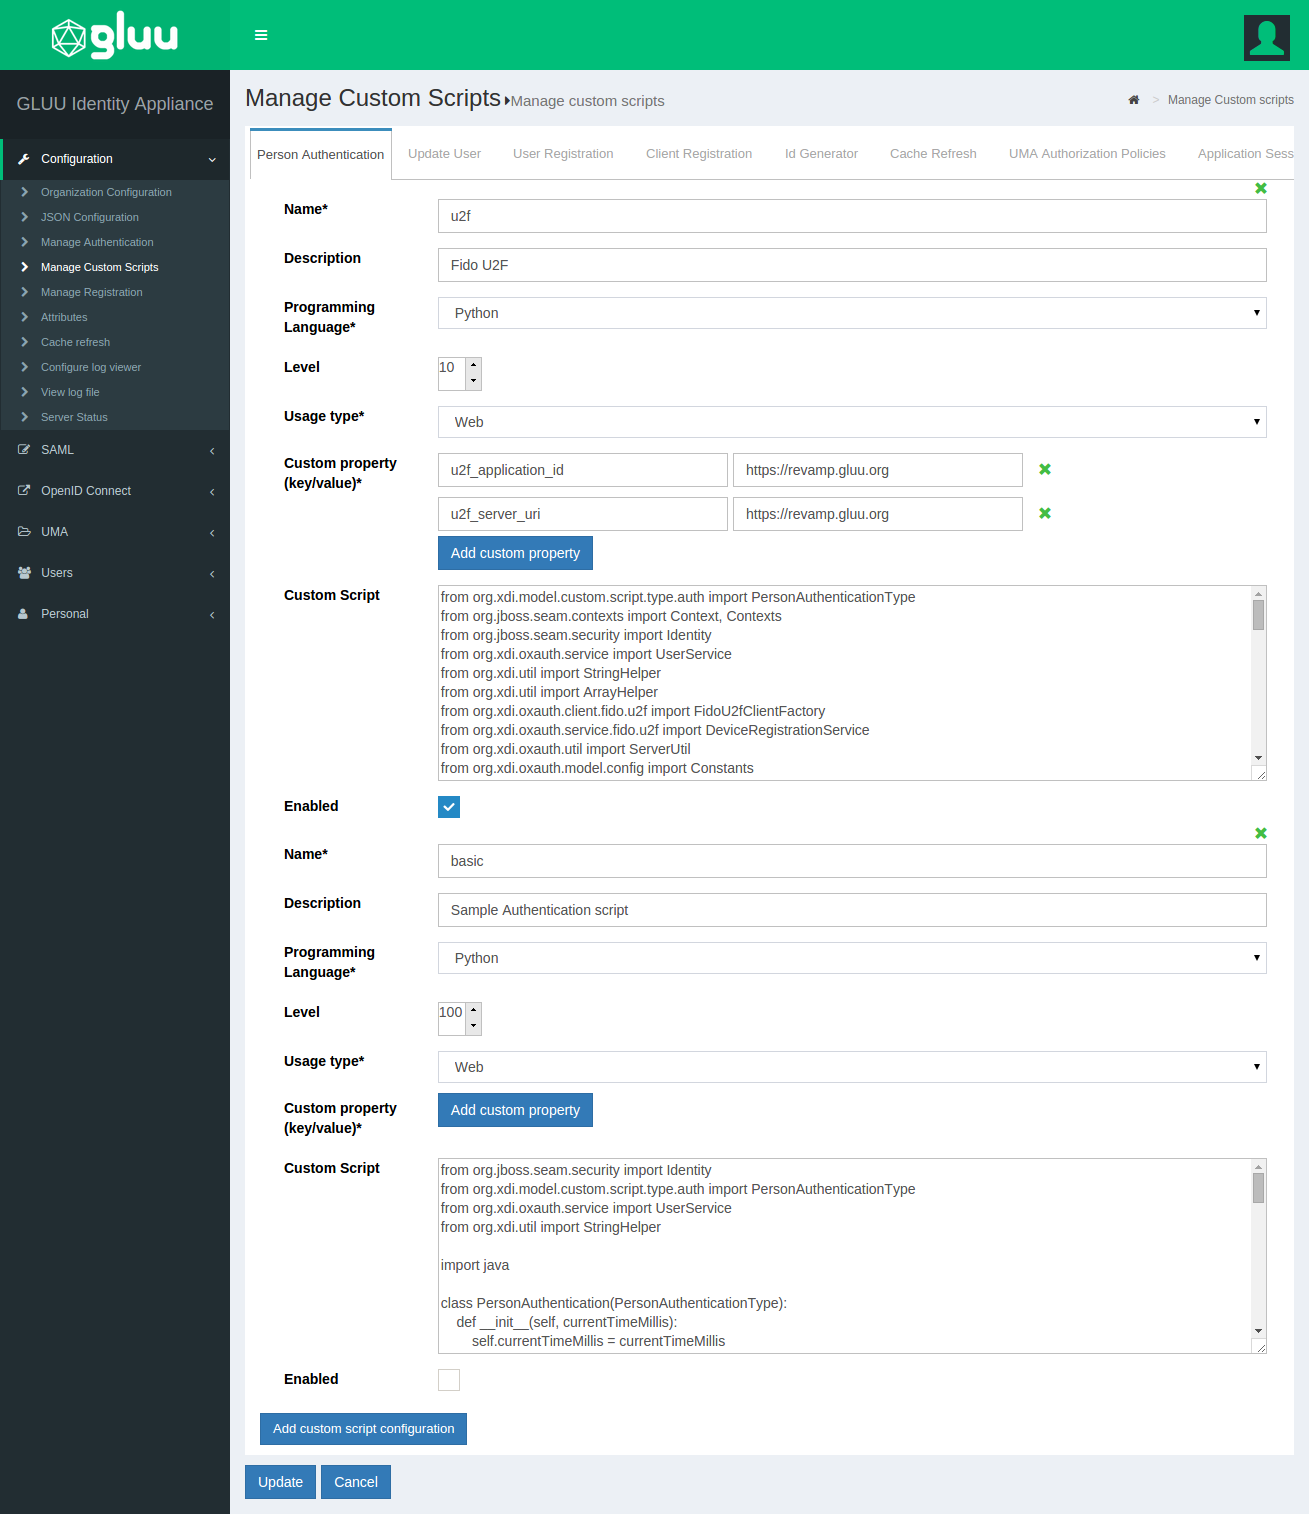 gluu
GLUU Identity Appliance
Configuration
Organization Configuration
JSON Configuration
Manage Authentication
Manage Custom Scripts
Manage Registration
Attributes
Cache refresh
Configure log viewer
View log file
Server Status
SAML
OpenID Connect
UMA
Users
Personal
Manage Custom Scripts Manage custom scripts
> Manage Custom scripts
Person Authentication Update User User Registration Client Registration Id Generator Cache Refresh UMA Authorization Policies Application Sess
Name* u2f
Description Fido U2F
Programming Language* Python
Level 10
Usage type* Web
Custom property (key/value)* u2f_application_id https://revamp.gluu.org
u2f_server_uri https://revamp.gluu.org
Add custom property
Custom Script
from org.xdi.model.custom.script.type.auth import PersonAuthenticationType
from org.jboss.seam.contexts import Context, Contexts
from org.jboss.seam.security import Identity
from org.xdi.oxauth.service import UserService
from org.xdi.util import StringHelper
from org.xdi.util import ArrayHelper
from org.xdi.oxauth.client.fido.u2f import FidoU2fClientFactory
from org.xdi.oxauth.service.fido.u2f import DeviceRegistrationService
from org.xdi.oxauth.util import ServerUtil
from org.xdi.oxauth.model.config import Constants
Enabled
Name* basic
Description Sample Authentication script
Programming Language* Python
Level 100
Usage type* Web
Custom property (key/value)* Add custom property
Custom Script
from org.jboss.seam.security import Identity
from org.xdi.model.custom.script.type.auth import PersonAuthenticationType
from org.xdi.oxauth.service import UserService
from org.xdi.util import StringHelper
import java
class PersonAuthentication(PersonAuthenticationType):
def __init__(self, currentTimeMillis):
self.currentTimeMillis = currentTimeMillis
Enabled
Add custom script configuration
Update Cancel